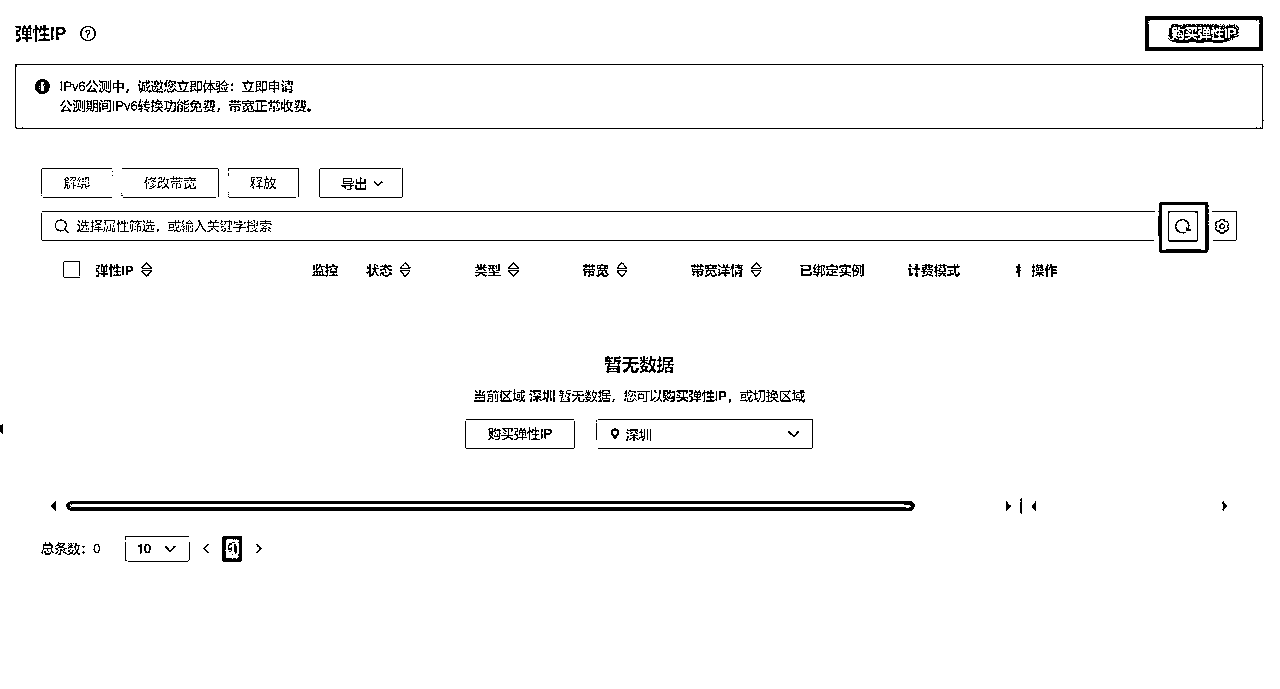 弹性IP
购买弹性IP
IPv6公测中，诚邀您立即体验：立即申请
公测期间IPv6转换功能免费，带宽正常收费。
解绑 修改带宽 释放 导出
选择属性筛选，或输入关键字搜索
弹性IP 监控 状态 类型 带宽 带宽详情 已绑定实例 计费模式 操作
暂无数据
当前区域 深圳 暂无数据，您可以购买弹性IP，或切换区域
购买弹性IP 深圳
总条数：0 10